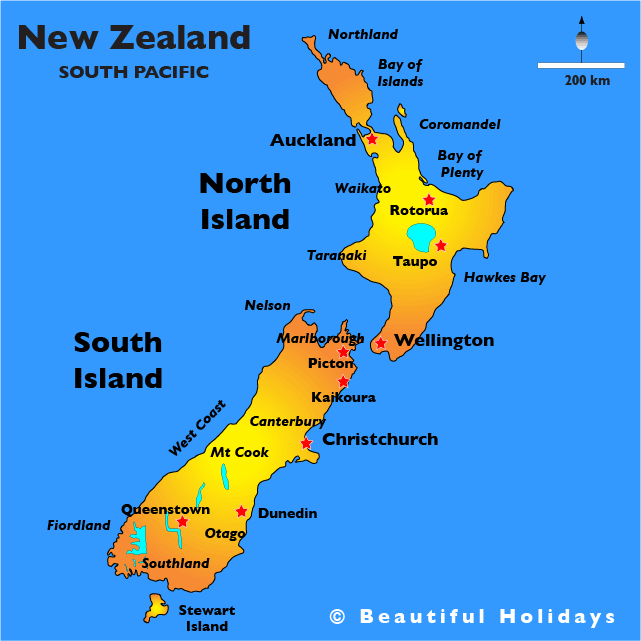 New Zealand
SOUTH PACIFIC
Northland
Bay of
Islands
200 km
Coromandel
Auckland
Bay of
Plenty
North
Island
Waikato
Rotorua
Taranaki
Taupo
Hawkes Bay
Nelson
South
Island
Marlborough
Wellington
Picton
Kaikoura
West Coast
Canterbury
Christchurch
Mt Cook
Queenstown
Dunedin
Fiordland
Otago
Southland
Stewart
Island
© Beautiful Holidays